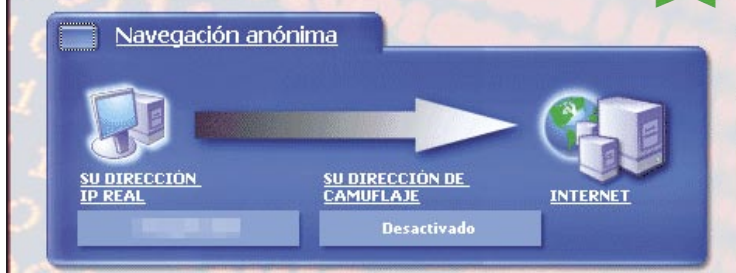 Navegación anónima
SU DIRECCIÓN
IP REAL
SU DIRECCIÓN DE
CAMUFLAJE
INTERNET
Desactivado